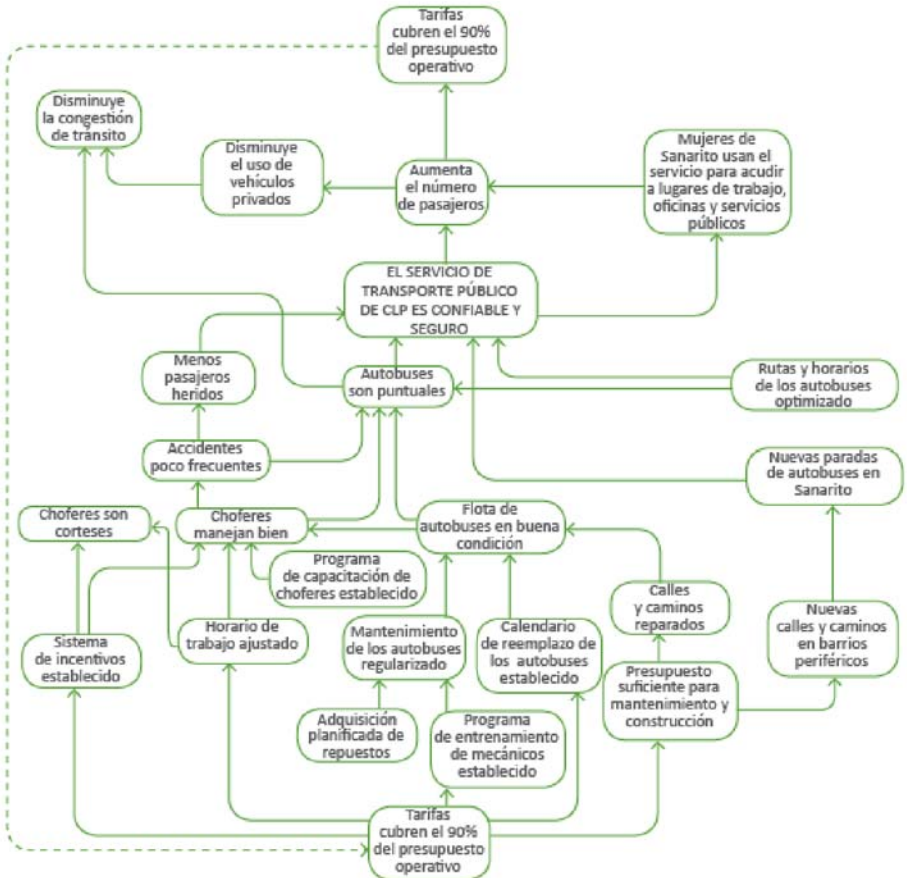 Tarifas
cubren el 90%
del presupuesto
operativo
Disminuye
la congestión
de tránsito
Disminuye
el uso de
vehículos
privados
Aumenta
el número
de pasajeros
Mujeres de
Sanarito usan el
servicio para acudir
a lugares de trabajo,
oficinas y servicios
públicos
EL SERVICIO DE
TRANSPORTE PÚBLICO
DE CLP ES CONFIABLE Y
SEGURO
Menos
pasajeros
heridos
Autobuses
son puntuales
Rutas y horarios
de los autobuses
optimizado
Accidentes
poco frecuentes
Nuevas paradas
de autobuses en
Sanarito
Choferes son
corteses
Choferes
manejan bien
Flota de
autobuses en buena
condición
Programa
de capacitación de
choferes establecido
Calles
y caminos
reparados
Nuevas
calles y caminos
en barrios
periféricos
Sistema
de incentivos
establecido
Horario de
trabajo ajustado
Mantenimiento
de los autobuses
regularizado
Calendario
de reemplazo de
los autobuses
establecido
Presupuesto
suficiente para
mantenimiento y
construcción
Adquisición
planificada de
repuestos
Programa
de entrenamiento
de mecánicos
establecido
Tarifas
cubren el 90%
del presupuesto
operativo